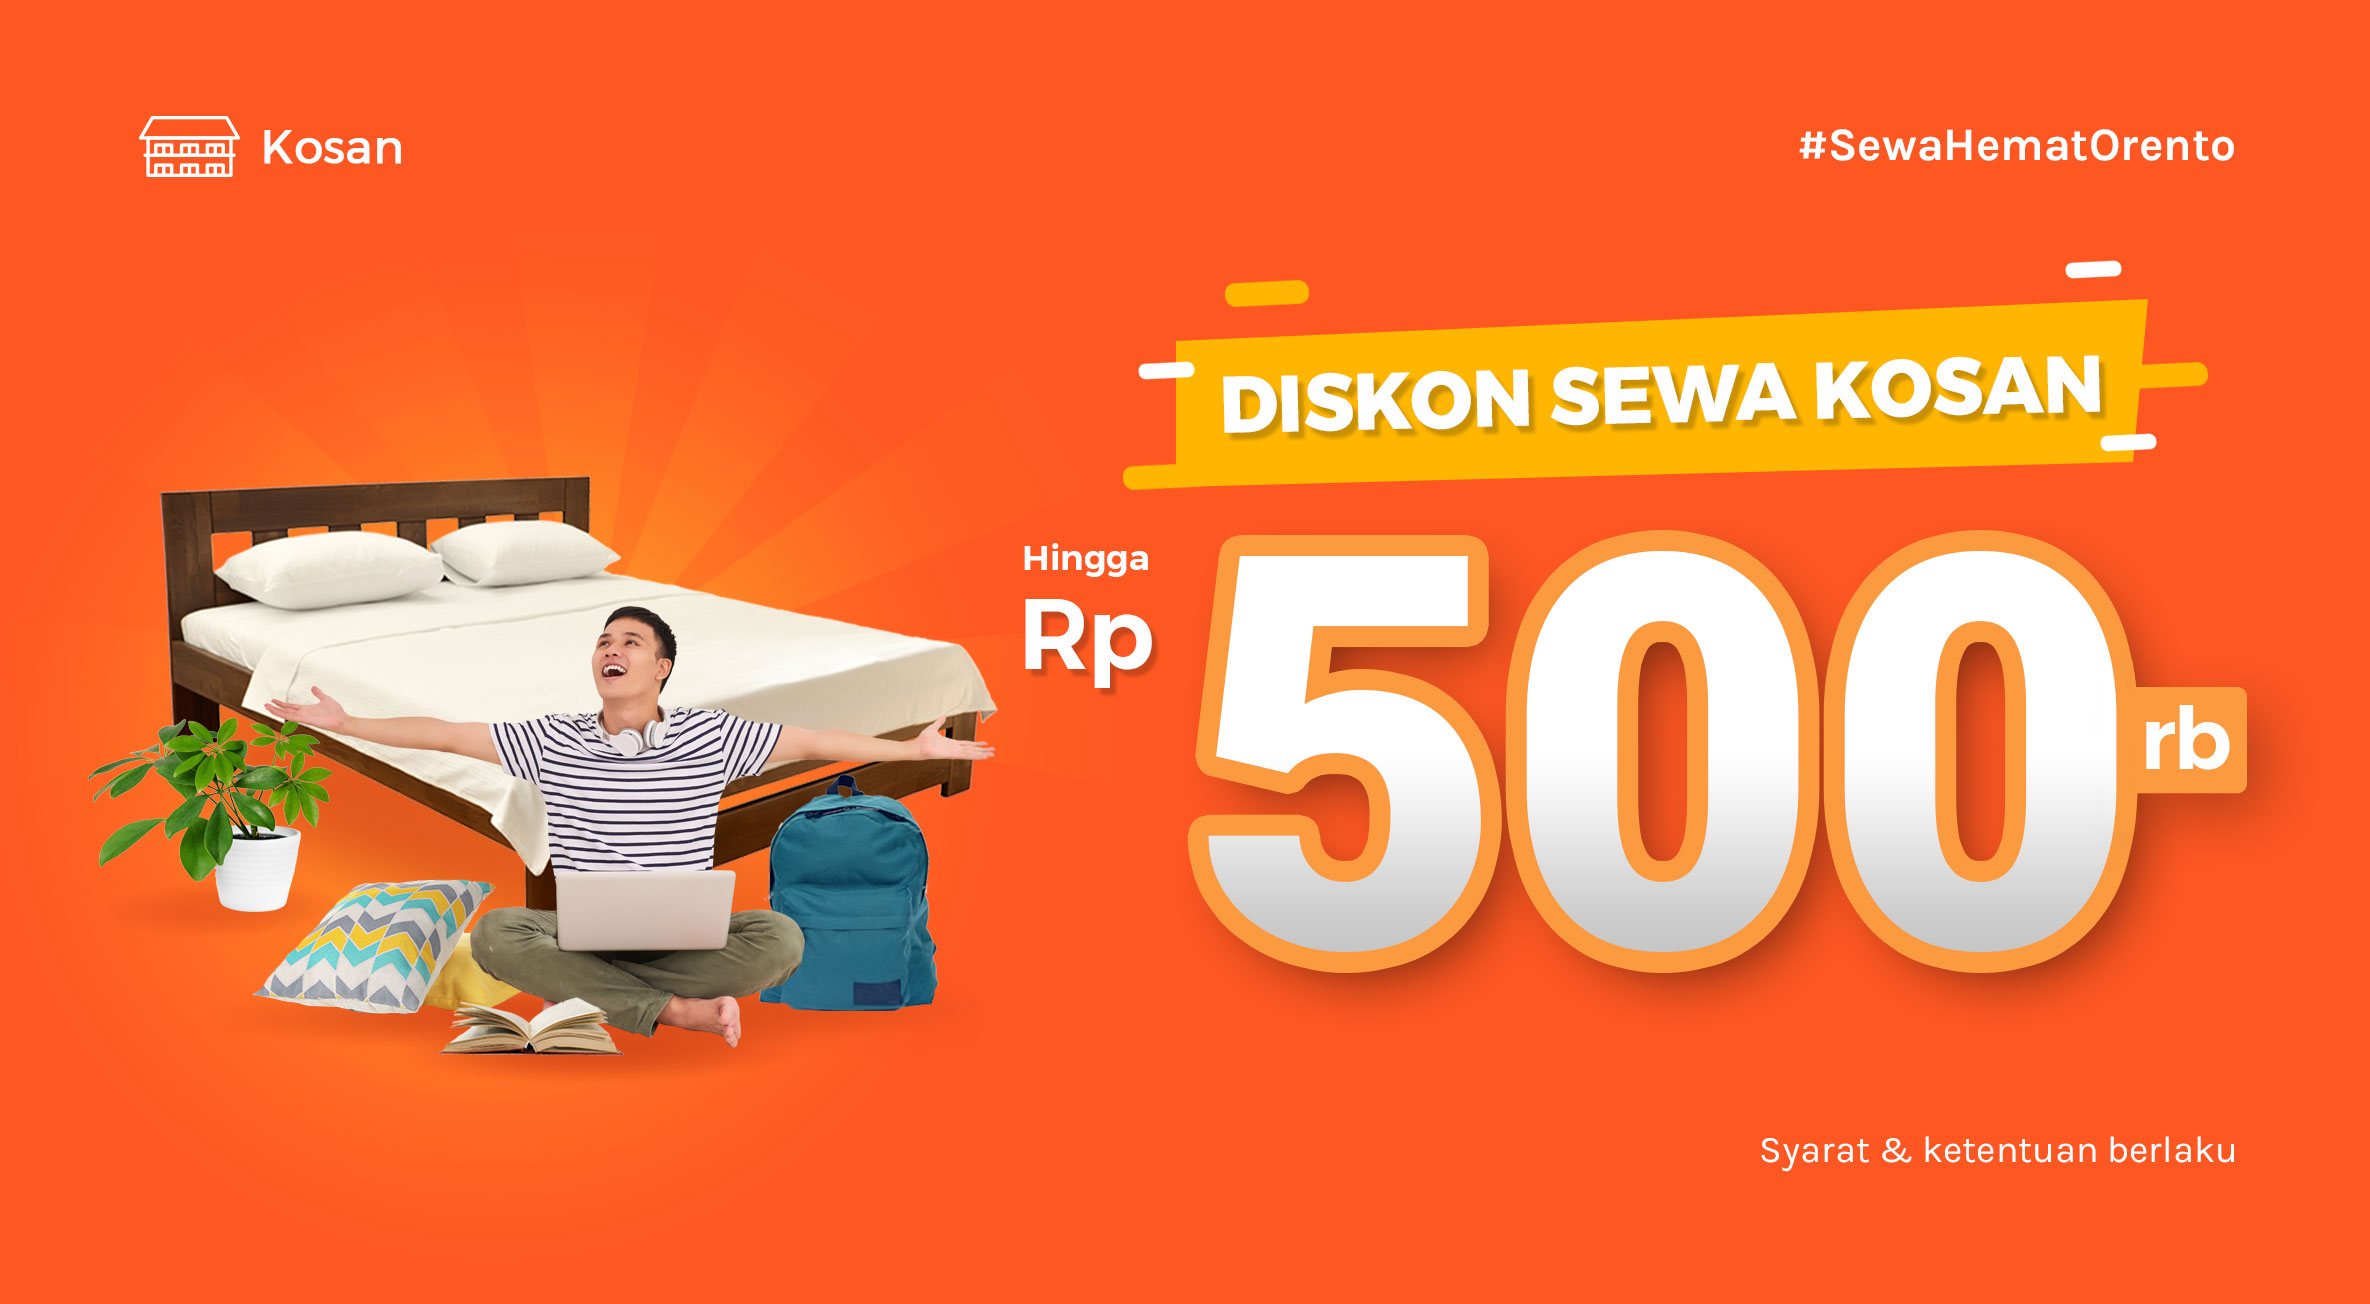 Kosan
#SewaHematOrento
DISKON SEWA KOSAN
Hingga
Rp
500
rb
Syarat & ketentuan berlaku